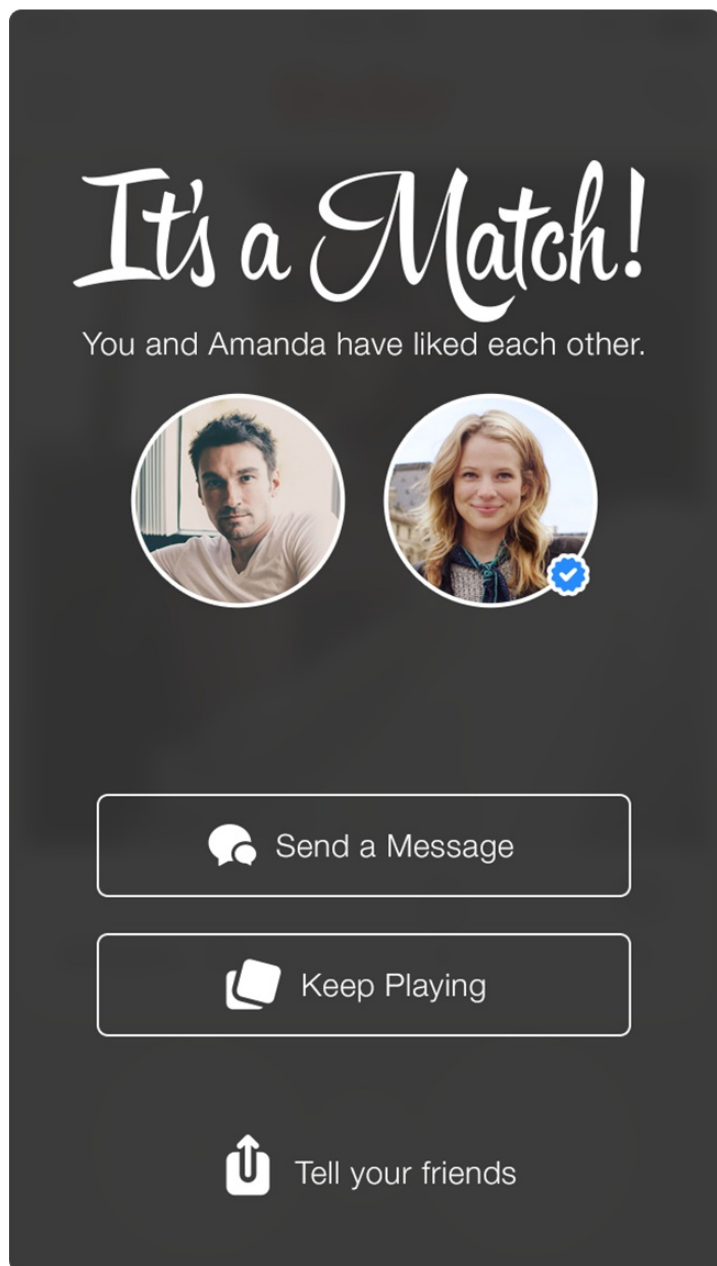 It's a Match!
You and Amanda have liked each other.
Send a Message
Keep Playing
Tell your friends